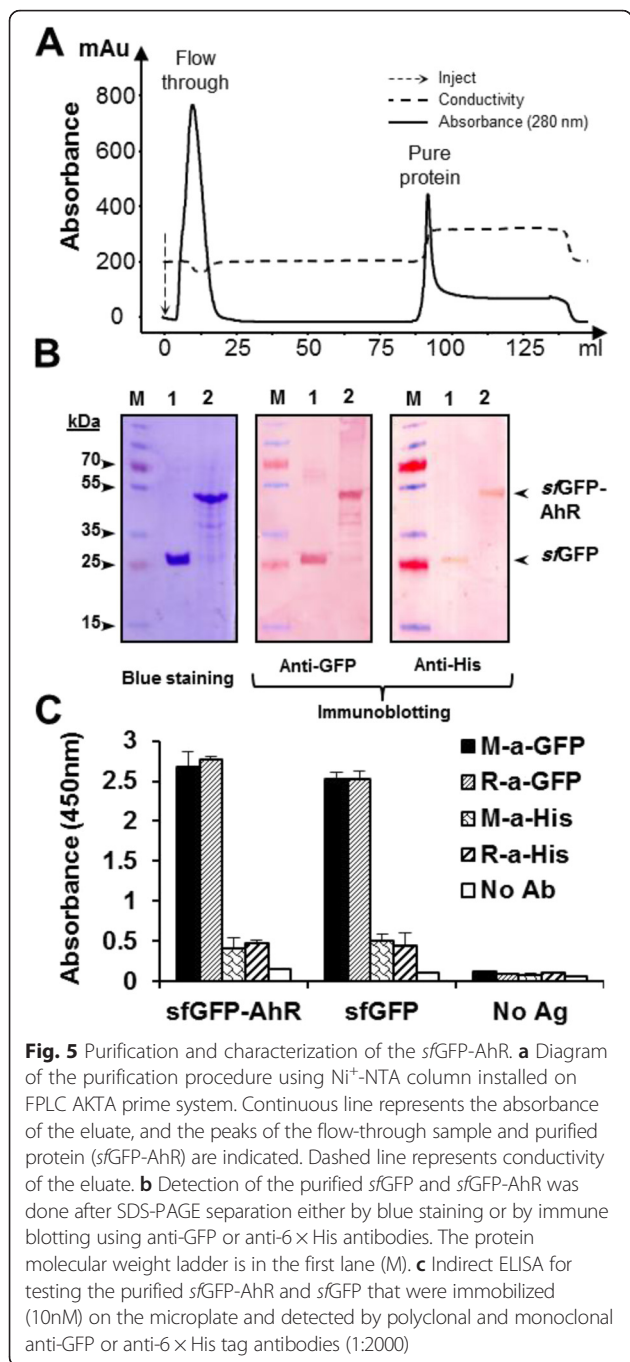 A
mAu
Flow
through
Inject
Conductivity
Absorbance (280 nm)
Pure
protein
Absorbance
800
600
400
200
0
0 25 50 75 100 125 ml
B
M 1 2 M 1 2 M 1 2
kDa
70
55
35
25
15
sfGFP-
AhR
sfGFP
Blue staining Anti-GFP Anti-His
Immunoblotting
C
Absorbance (450nm)
3
2.5
2
1.5
1
0.5
0
M-a-GFP
R-a-GFP
M-a-His
R-a-His
No Ab
sfGFP-AhR sfGFP No Ag
Fig. 5 Purification and characterization of the sfGFP-AhR. a Diagram
of the purification procedure using Ni⁺-NTA column installed on
FPLC AKTA prime system. Continuous line represents the absorbance
of the eluate, and the peaks of the flow-through sample and purified
protein (sfGFP-AhR) are indicated. Dashed line represents conductivity
of the eluate. b Detection of the purified sfGFP and sfGFP-AhR was
done after SDS-PAGE separation either by blue staining or by immune
blotting using anti-GFP or anti-6 × His antibodies. The protein
molecular weight ladder is in the first lane (M). c Indirect ELISA for
testing the purified sfGFP-AhR and sfGFP that were immobilized
(10nM) on the microplate and detected by polyclonal and monoclonal
anti-GFP or anti-6 × His tag antibodies (1:2000)